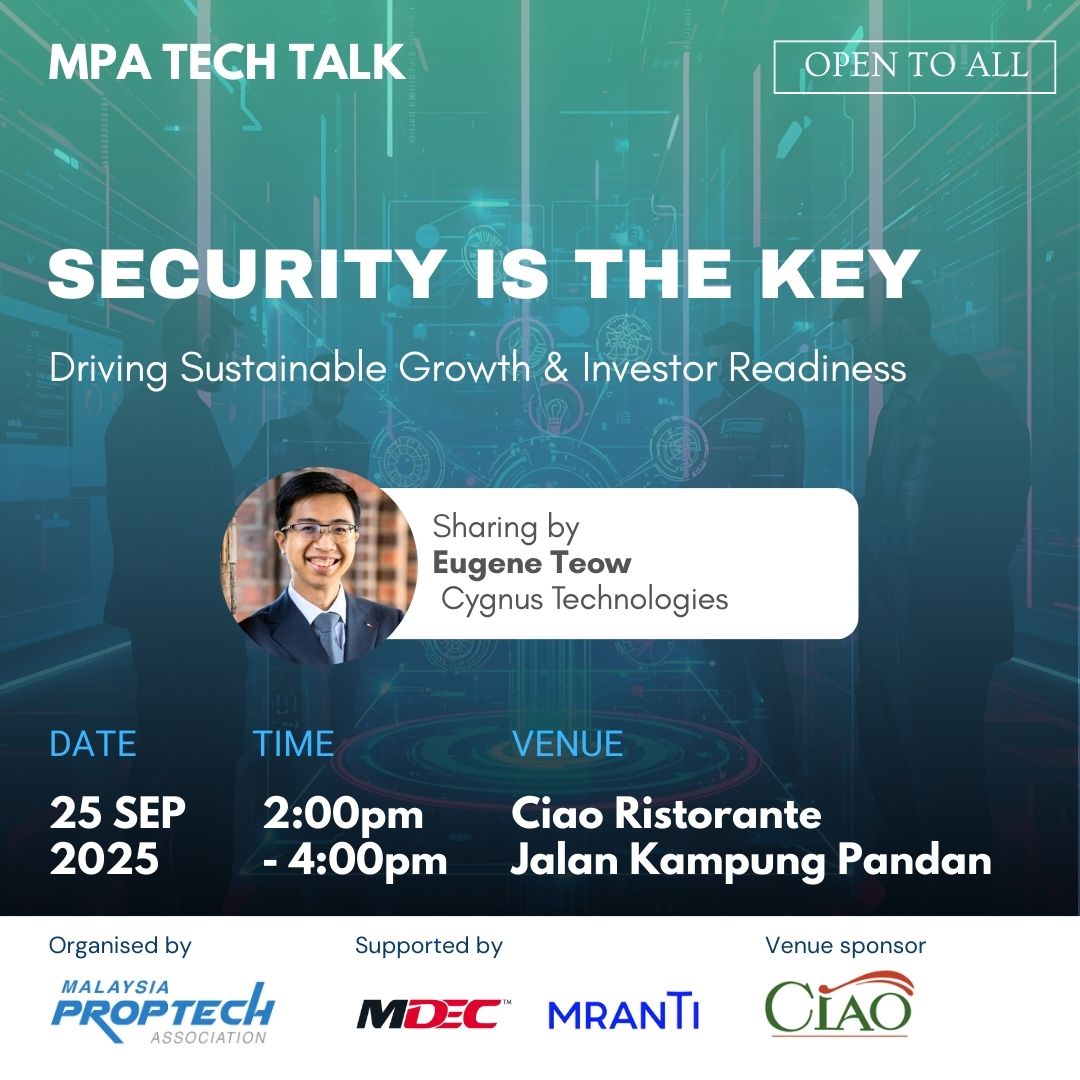 MPA TECH TALK
OPEN TO ALL
SECURITY IS THE KEY
Driving Sustainable Growth & Investor Readiness
Sharing by
Eugene Teow
Cygnus Technologies
DATE
25 SEP
2025
TIME
2:00pm
- 4:00pm
VENUE
Ciao Ristorante
Jalan Kampung Pandan
Organised by
MALAYSIA
PROPTECH
ASSOCIATION
Supported by
MDEC™
MRANTI
Venue sponsor
CIAO